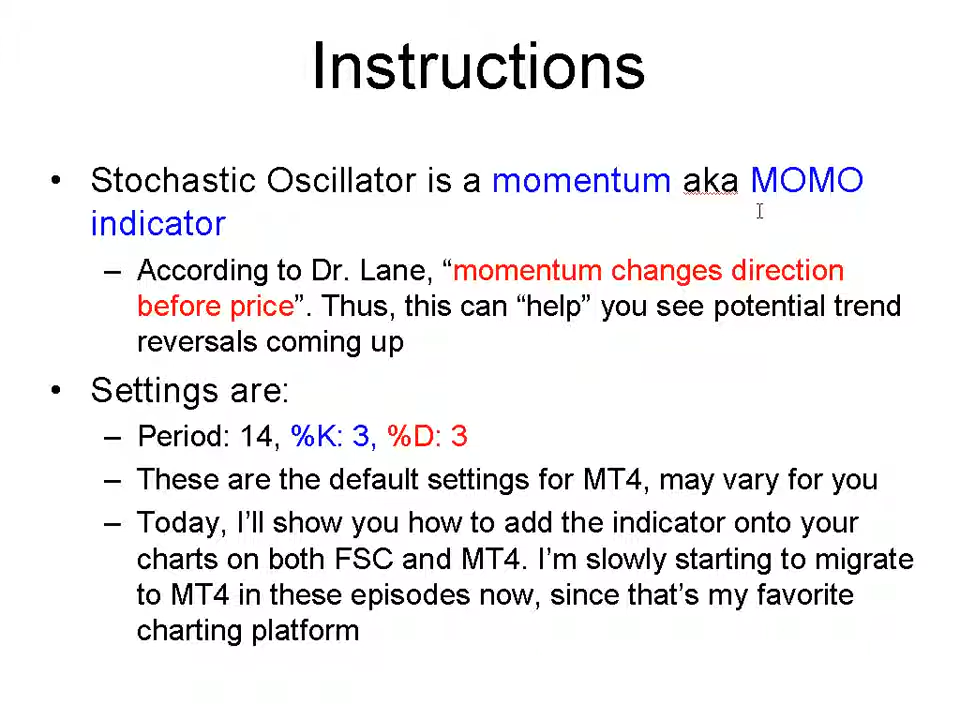 Instructions
• Stochastic Oscillator is a momentum aka MOMO
indicator
– According to Dr. Lane, “momentum changes direction
before price”. Thus, this can “help” you see potential trend
reversals coming up
• Settings are:
– Period: 14, %K: 3, %D: 3
– These are the default settings for MT4, may vary for you
– Today, I’ll show you how to add the indicator onto your
charts on both FSC and MT4. I’m slowly starting to migrate
to MT4 in these episodes now, since that’s my favorite
charting platform